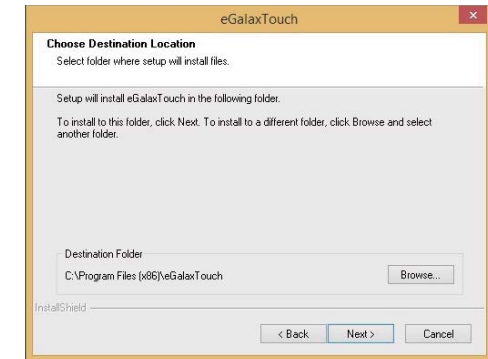 eGalaxTouch
Choose Destination Location
Select folder where setup will install files.
Setup will install eGalaxTouch in the following folder.
To install to this folder, click Next. To install to a different folder, click Browse and select
another folder.
Destination Folder
C:\Program Files (x86)\eGalaxTouch
Browse...
InstallShield
< Back
Next >
Cancel